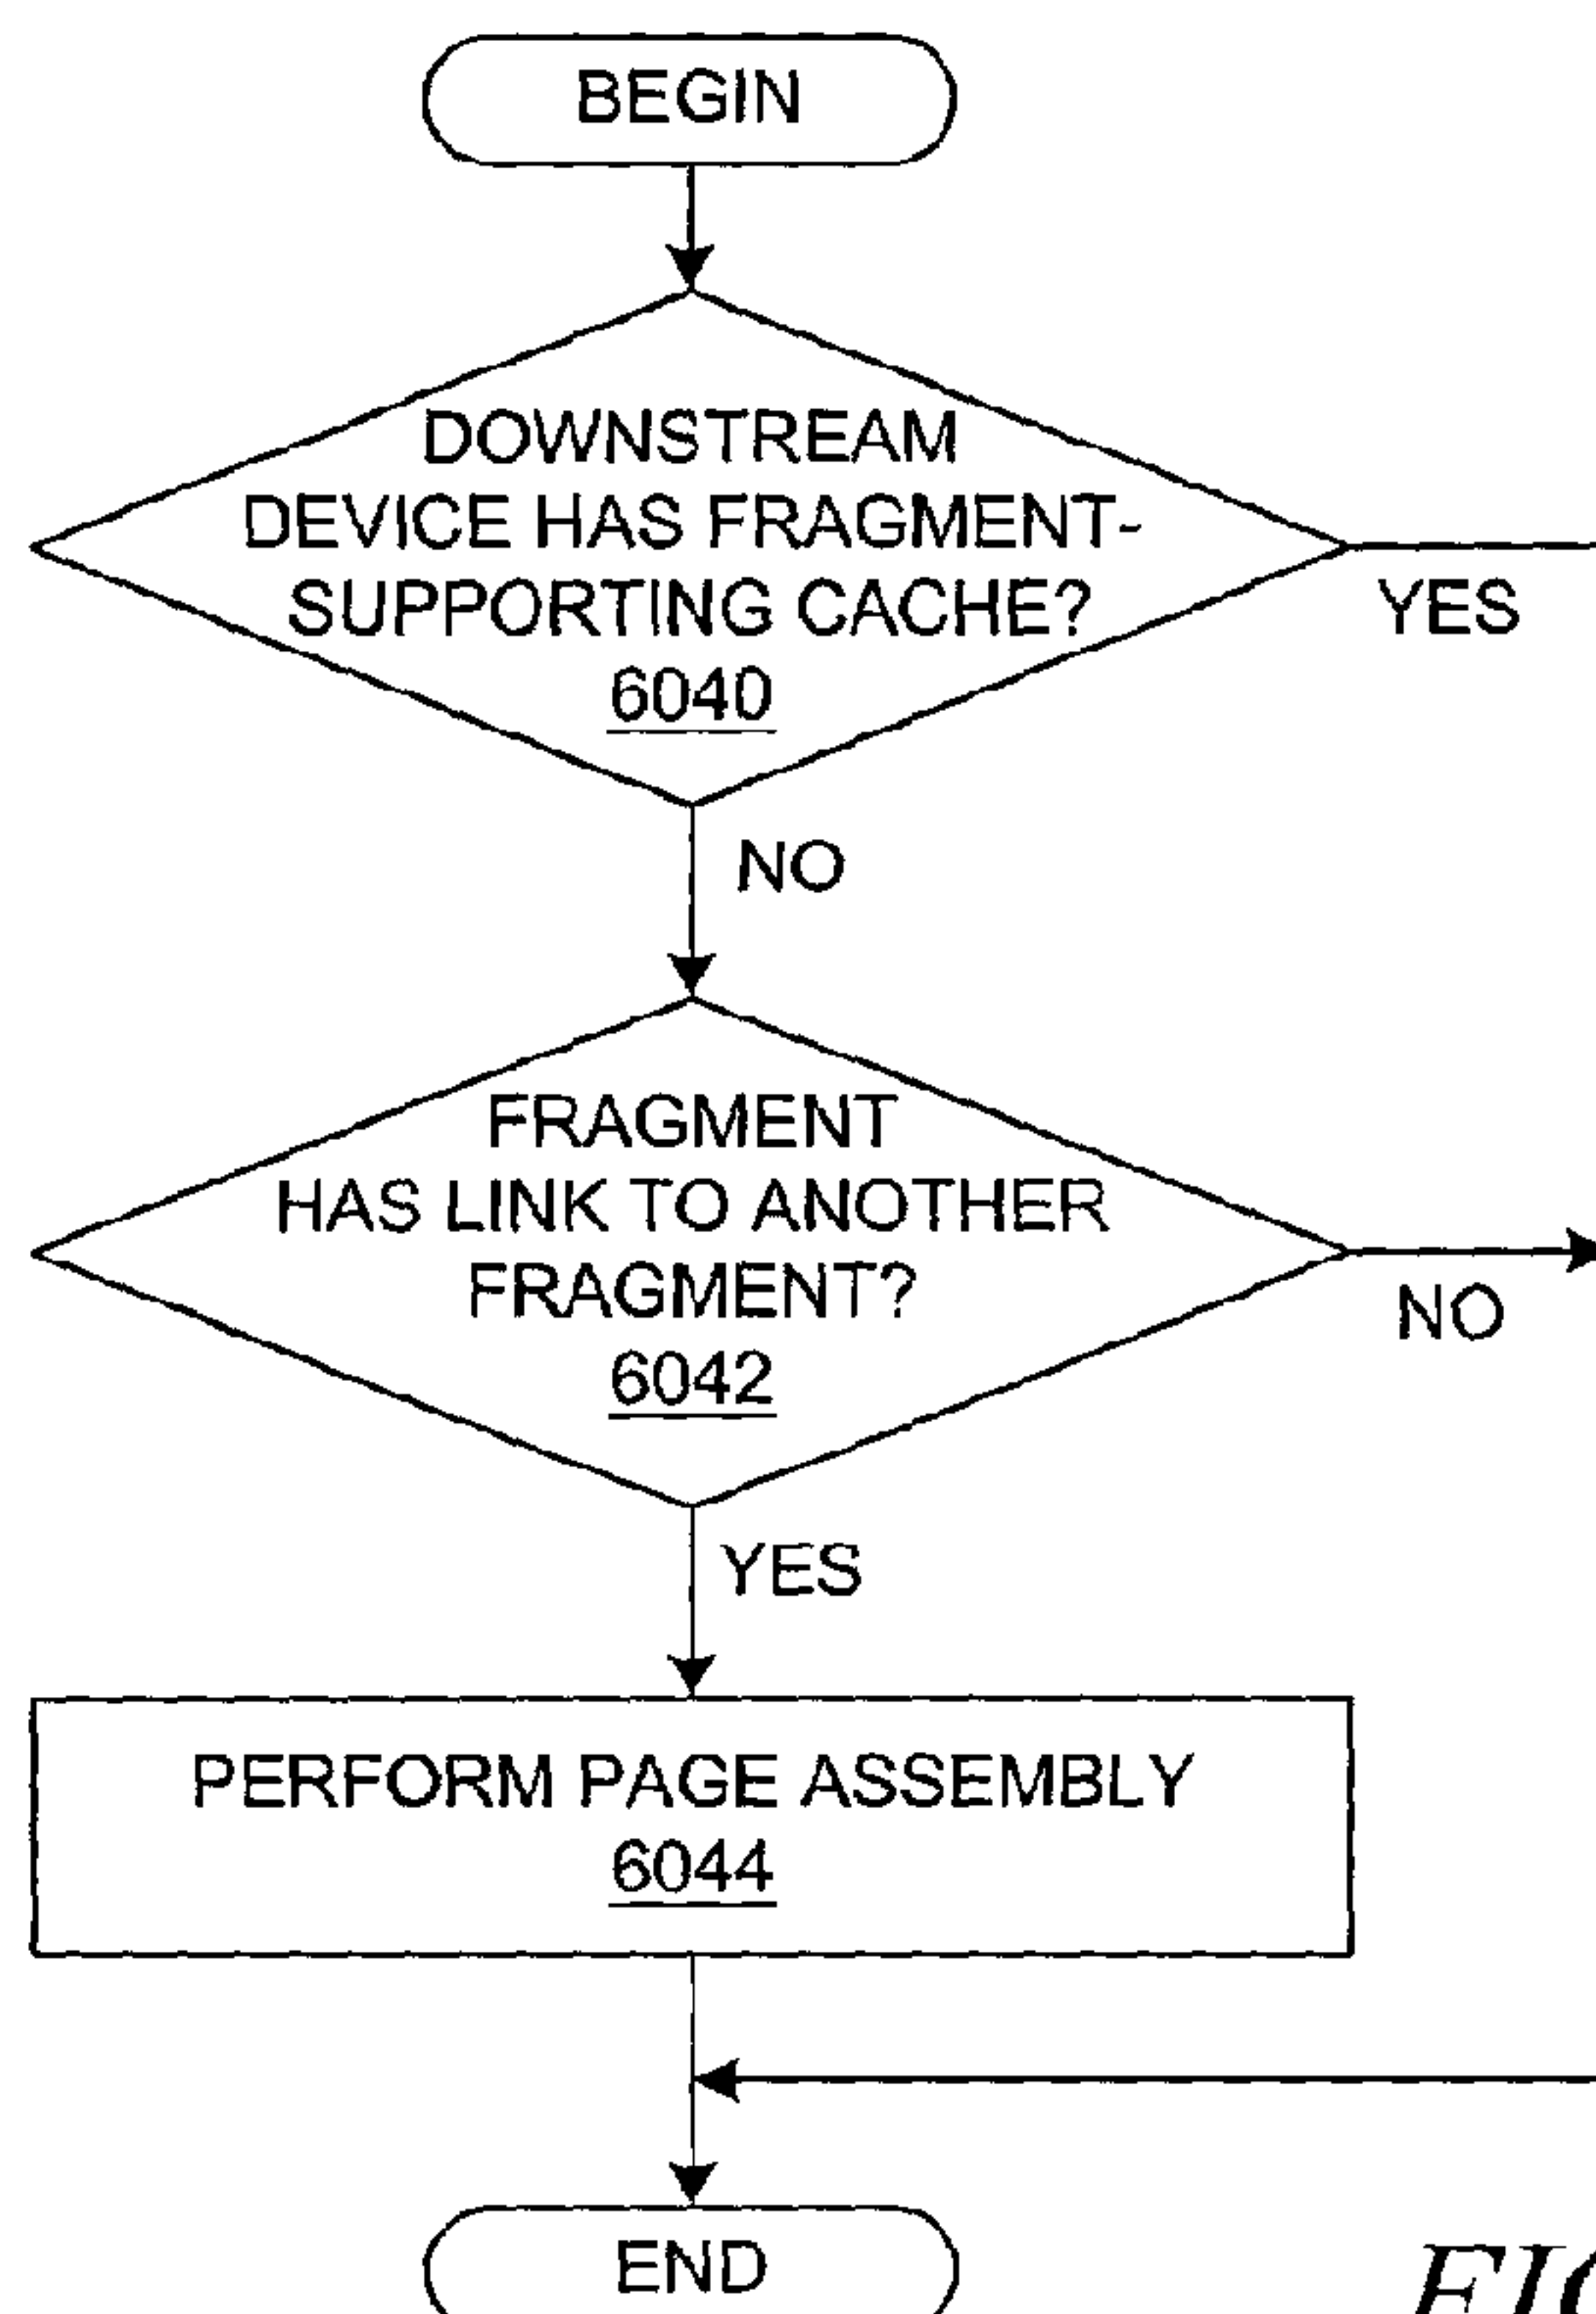 BEGIN
DOWNSTREAM
DEVICE HAS FRAGMENT-
SUPPORTING CACHE?
6040
YES
NO
FRAGMENT
HAS LINK TO ANOTHER
FRAGMENT?
6042
NO
YES
PERFORM PAGE ASSEMBLY
6044
END